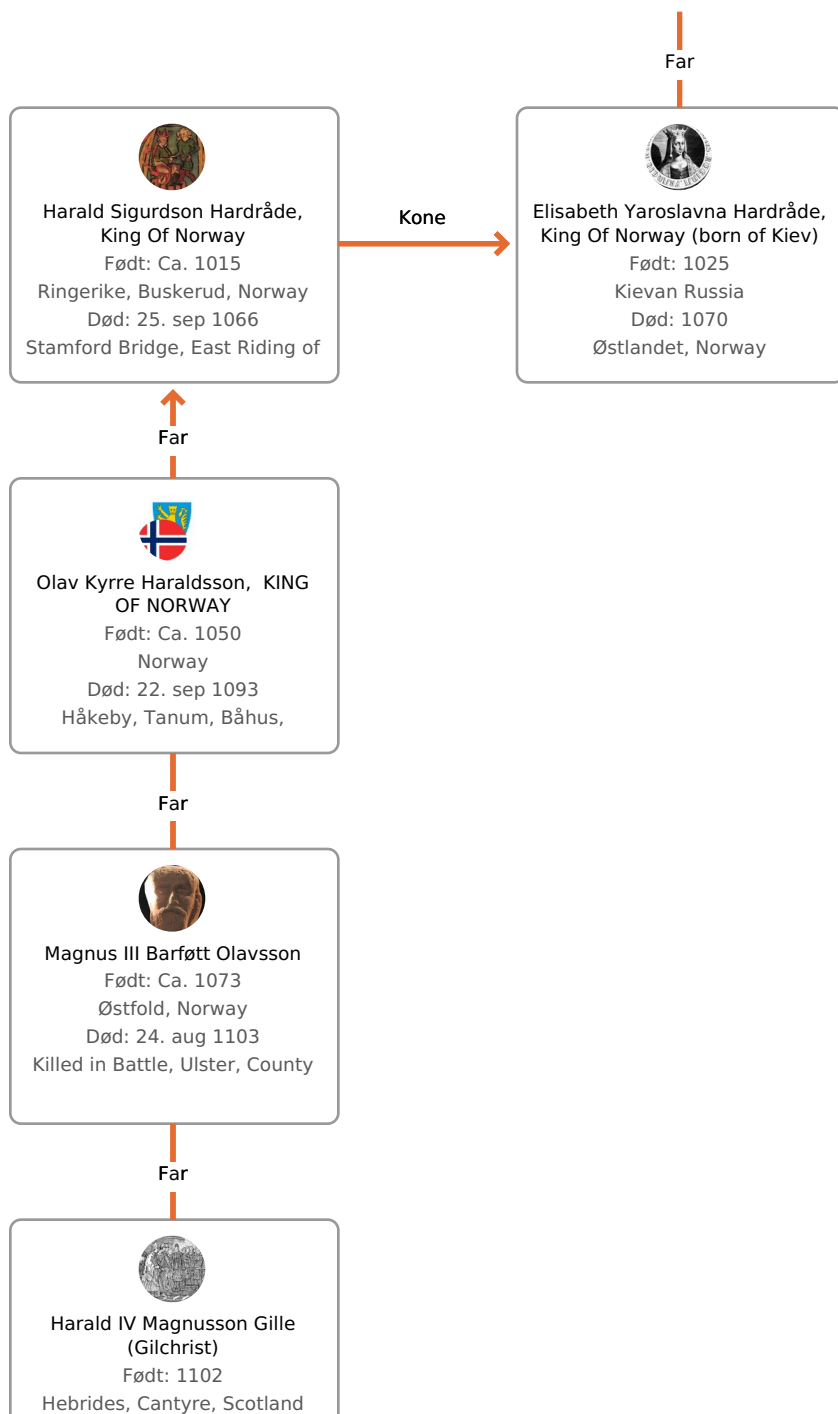 Far
Harald Sigurdson Hardråde,
King Of Norway
Født: Ca. 1015
Ringerike, Buskerud, Norway
Død: 25. sep 1066
Stamford Bridge, East Riding of
Kone
Elisabeth Yaroslavna Hardråde,
King Of Norway (born of Kiev)
Født: 1025
Kievan Russia
Død: 1070
Østlandet, Norway
Far
Olav Kyrre Haraldsson,  KING
OF NORWAY
Født: Ca. 1050
Norway
Død: 22. sep 1093
Håkeby, Tanum, Båhus,
Far
Magnus III Barføtt Olavsson
Født: Ca. 1073
Østfold, Norway
Død: 24. aug 1103
Killed in Battle, Ulster, County
Far
Harald IV Magnusson Gille
(Gilchrist)
Født: 1102
Hebrides, Cantyre, Scotland